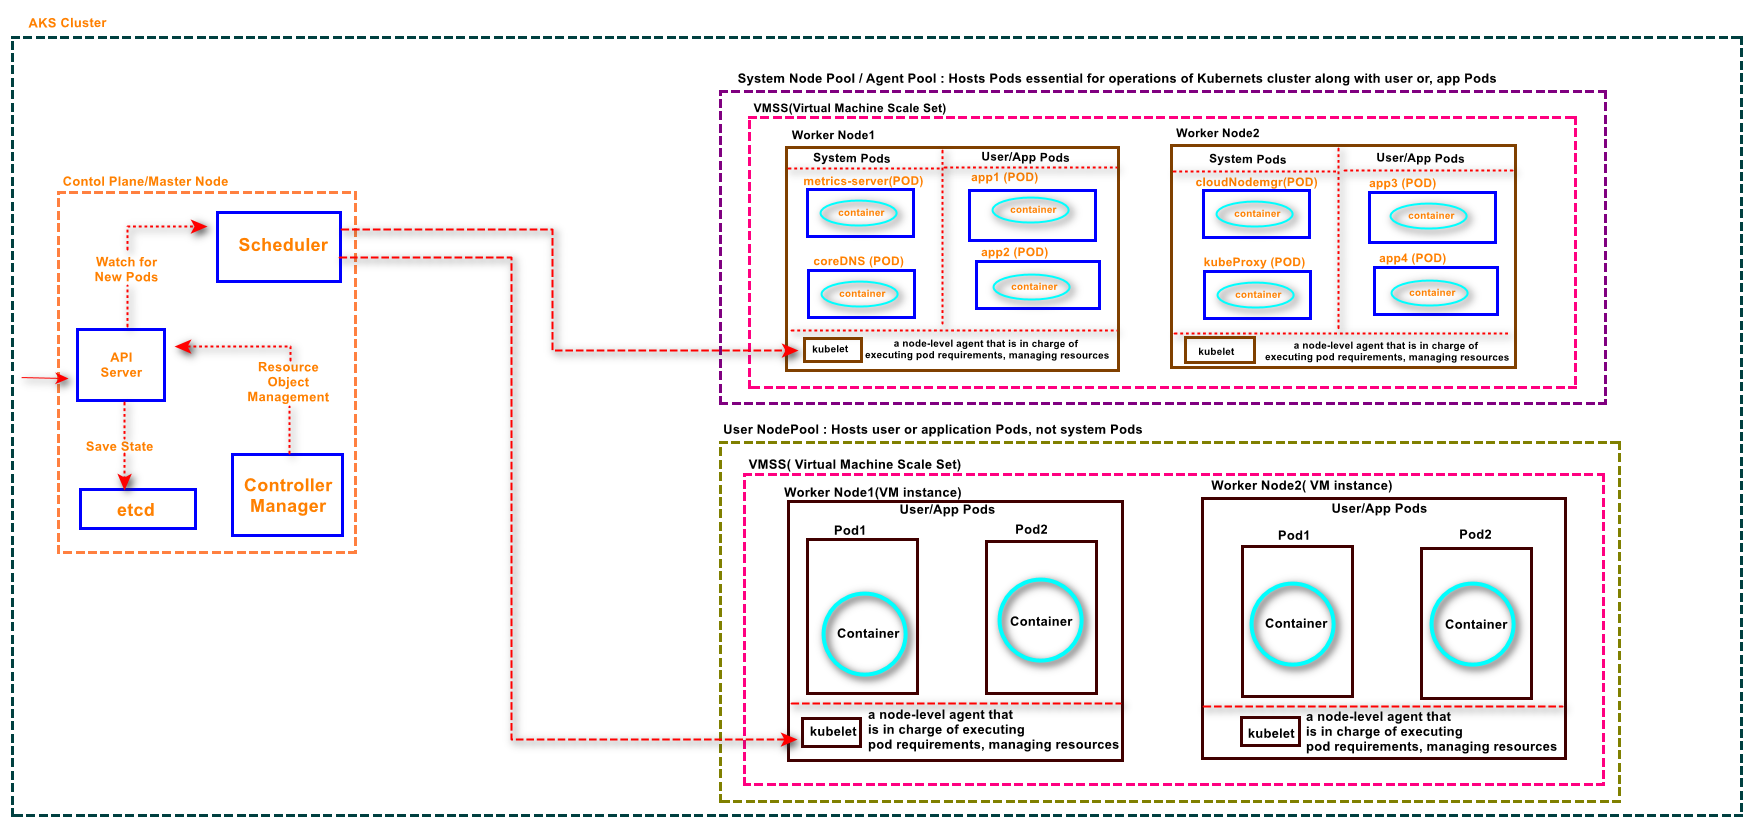 AKS Cluster
Contol Plane/Master Node
Scheduler
Watch for
New Pods
API
Server
Resource
Object
Management
Save State
etcd
Controller
Manager
System Node Pool / Agent Pool : Hosts Pods essential for operations of Kubernets cluster along with user or, app Pods
VMSS(Virtual Machine Scale Set)
Worker Node1
System Pods
User/App Pods
metrics-server(POD)
container
app1 (POD)
container
coreDNS (POD)
container
app2 (POD)
container
kubelet
a node-level agent that is in charge of
executing pod requirements, managing resources
Worker Node2
System Pods
User/App Pods
cloudNodemgr(POD)
container
app3 (POD)
container
kubeProxy (POD)
container
app4 (POD)
container
kubelet
a node-level agent that is in charge of
executing pod requirements, managing resources
User NodePool : Hosts user or application Pods, not system Pods
VMSS( Virtual Machine Scale Set)
Worker Node1(VM instance)
User/App Pods
Pod1
Container
Pod2
Container
kubelet
a node-level agent that
is in charge of executing
pod requirements, managing resources
Worker Node2( VM instance)
User/App Pods
Pod1
Container
Pod2
Container
kubelet
a node-level agent that
is in charge of executing
pod requirements, managing resources